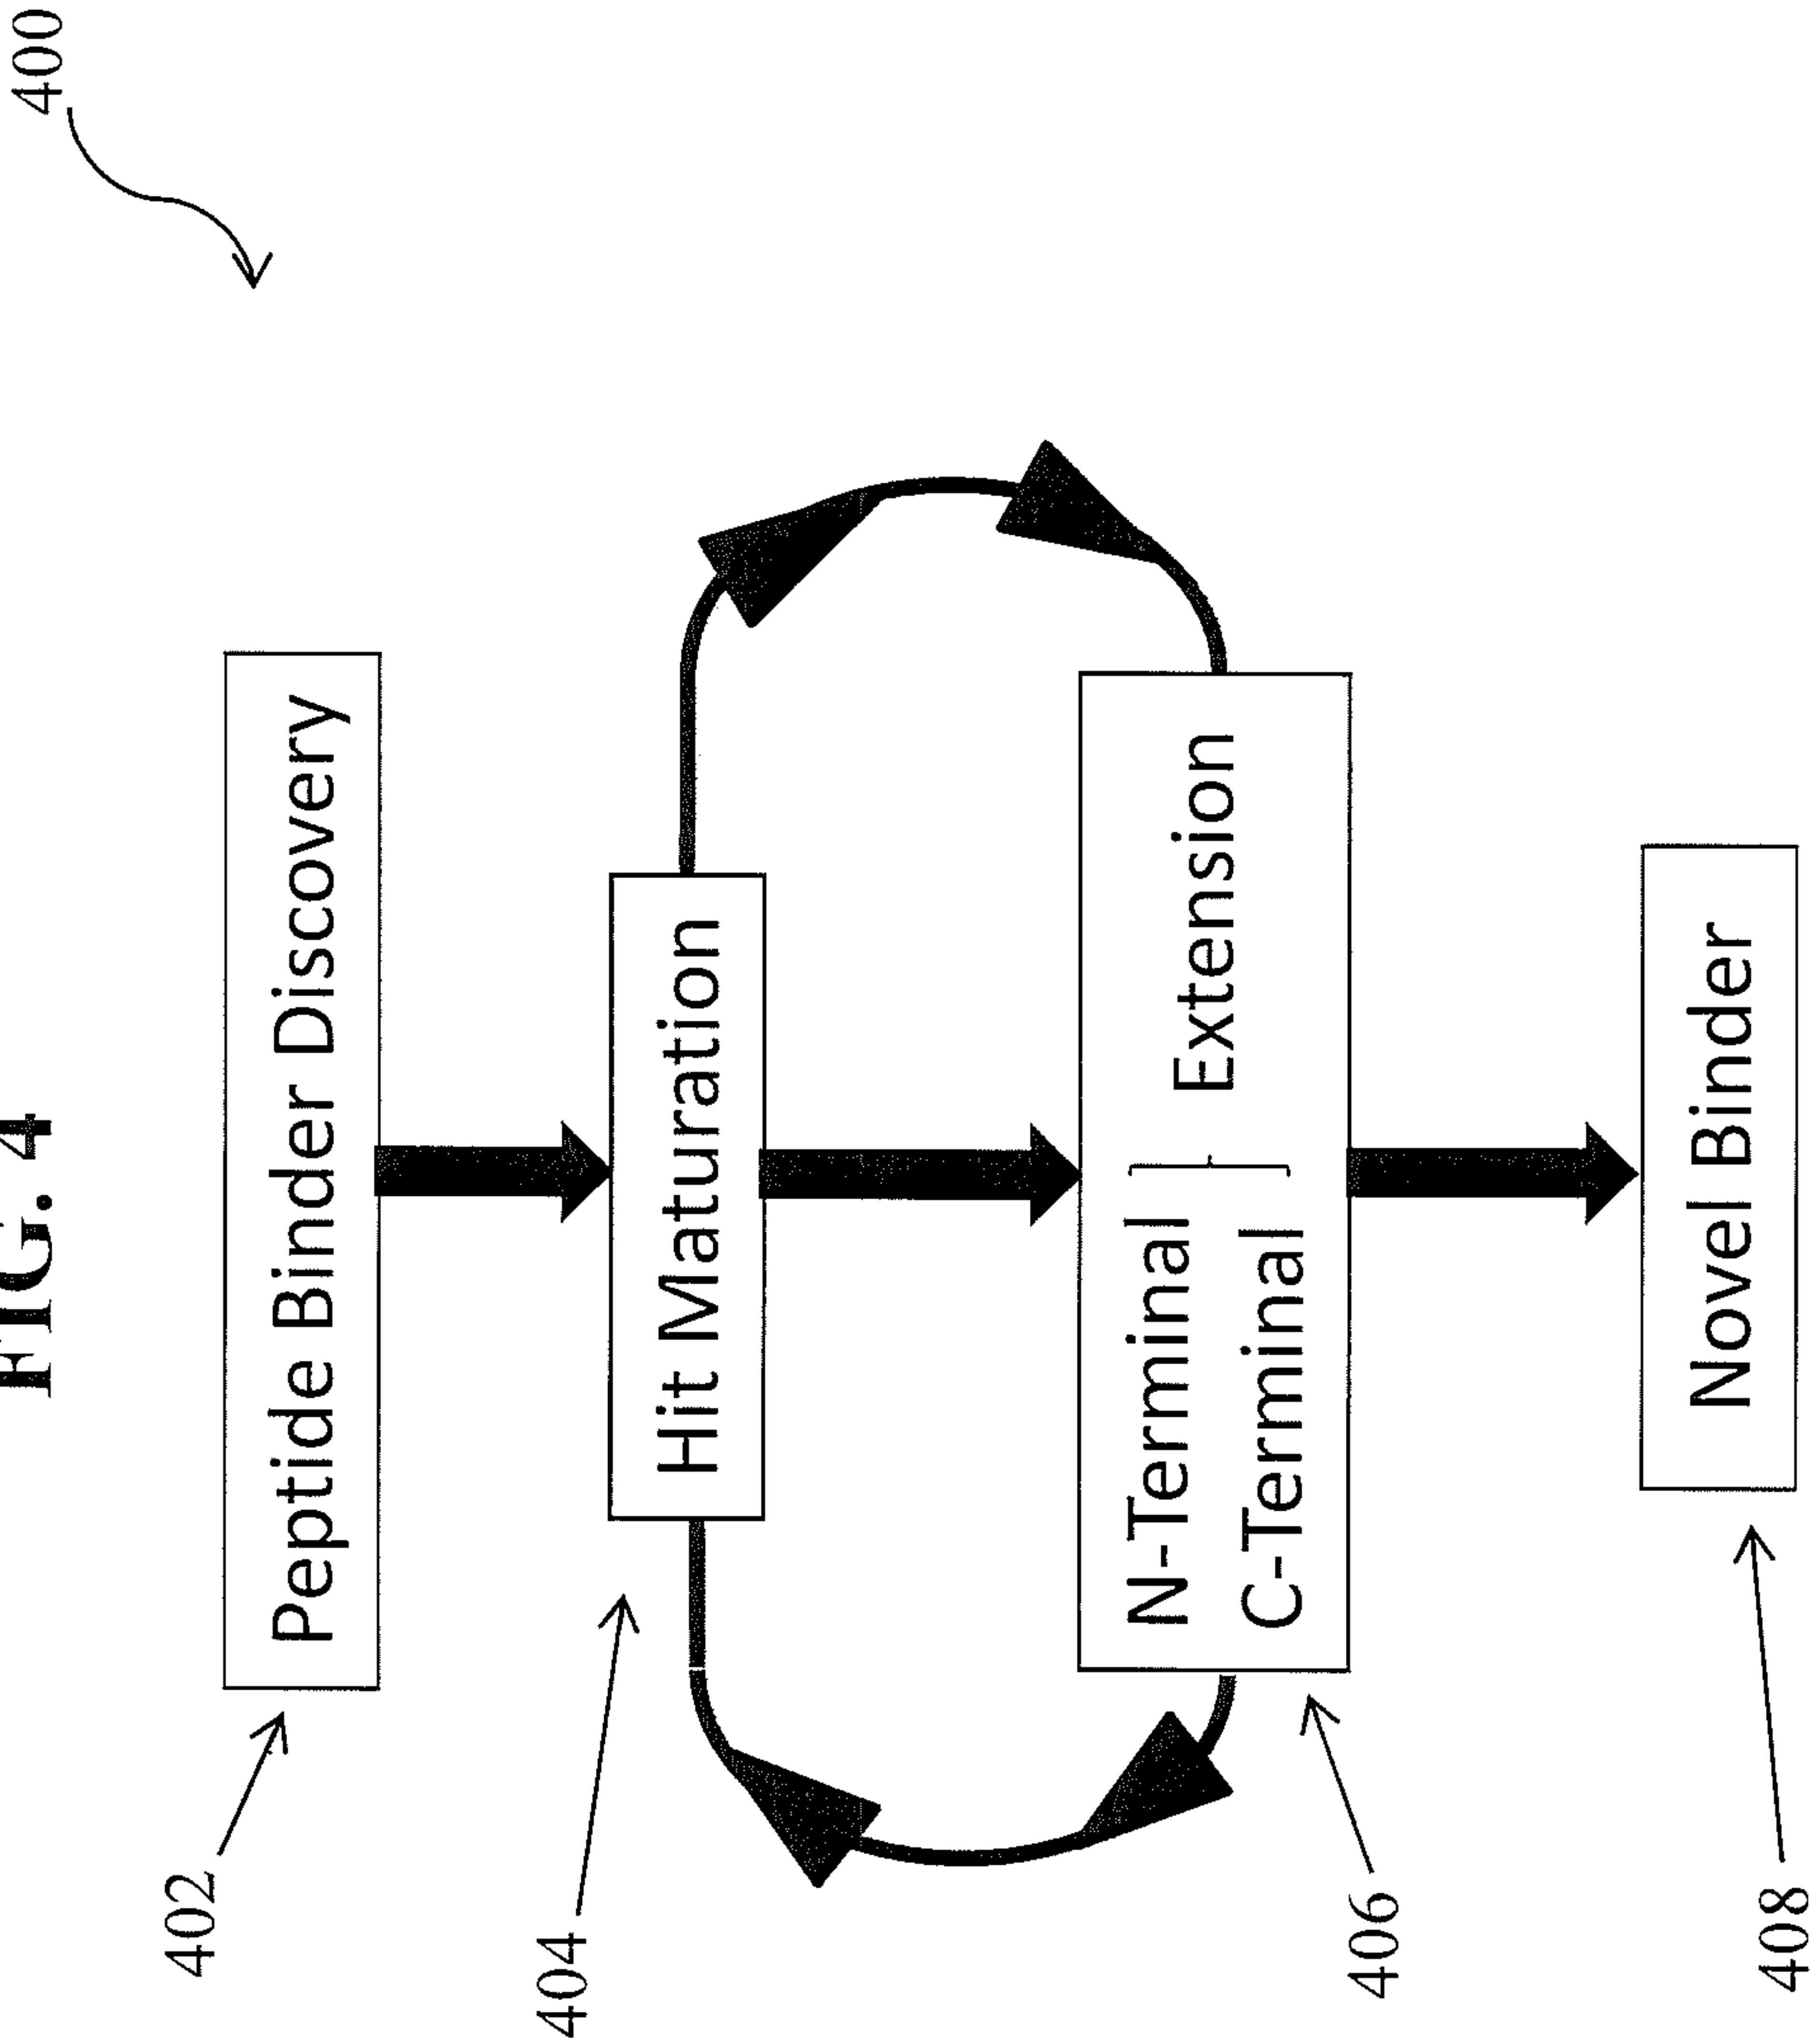 FIG. 4
400
402
Peptide Binder Discovery
404
Hit Maturation
406
N-Terminal } Extension
C-Terminal
408
Novel Binder